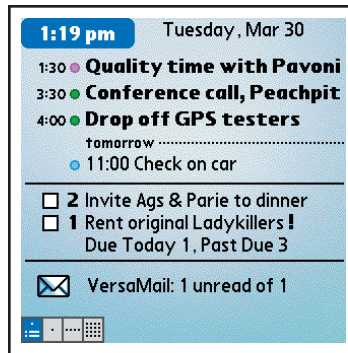 1:19 pm Tuesday, Mar 30
1:30 Quality time with Pavoni
3:30 Conference call, Peachpit
4:00 Drop off GPS testers
tomorrow
11:00 Check on car
2 Invite Ags & Parie to dinner
1 Rent original Ladykillers!
Due Today 1, Past Due 3
VersaMail: 1 unread of 1